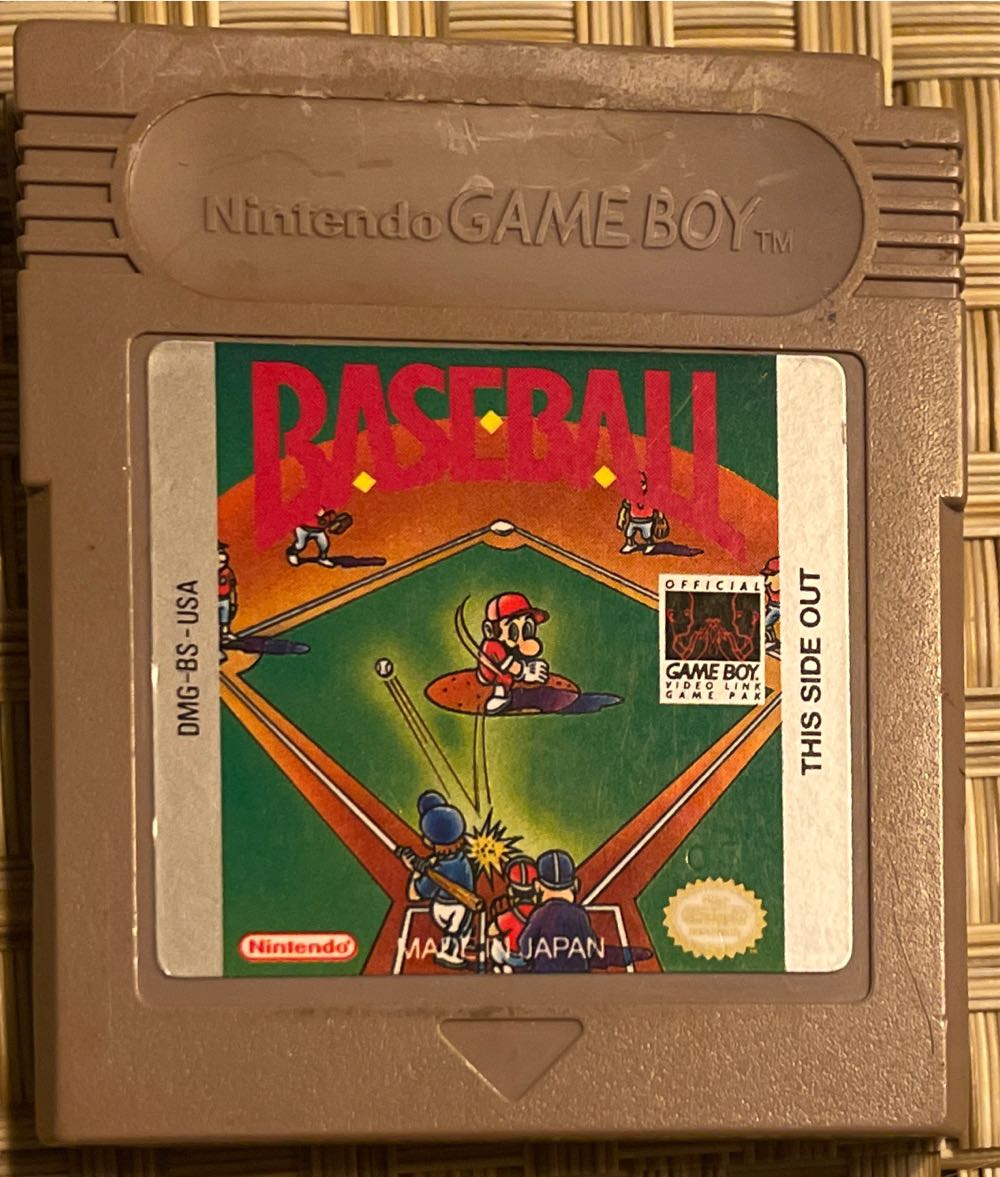 Nintendo GAME BOY TM
BASEBALL
DMG-BS-USA
OFFICIAL
GAME BOY.
VIDEO LINK
GAME PAK
THIS SIDE OUT
Nintendo
MADE IN JAPAN